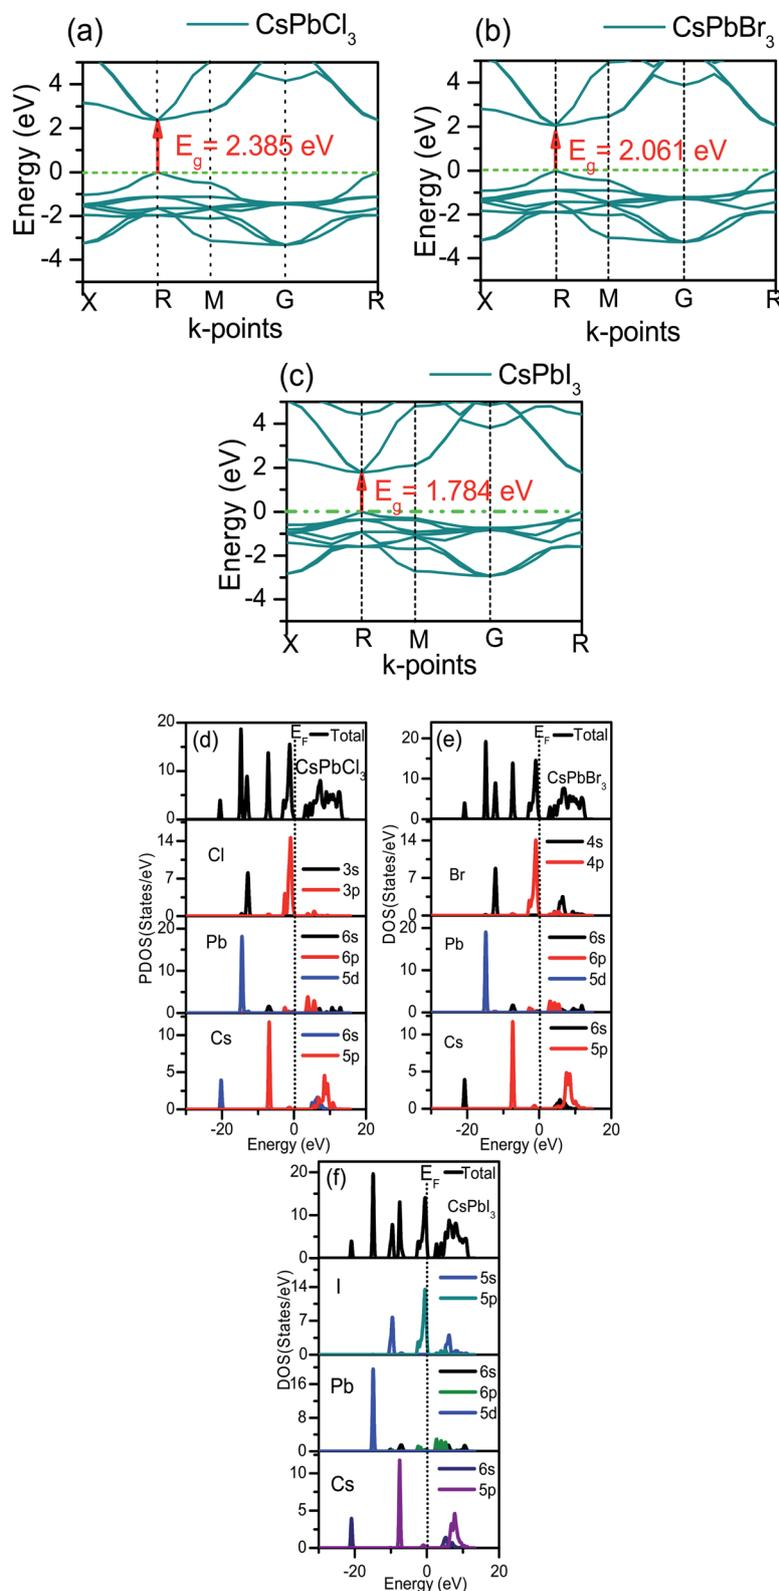 (a) CsPbCl3
Energy (eV)
4
2
0
-2
-4
Eg= 2.385 eV
X R M G R
k-points
(b) CsPbBr3
Energy (eV)
4
2
0
-2
-4
Eg= 2.061 eV
X R M G R
k-points
(c) CsPbI3
Energy (eV)
4
2
0
-2
-4
Eg= 1.784 eV
X R M G R
k-points
(d) EF Total
CsPbCl3
PDOS(States/eV)
20
10
0
Cl
3s
3p
14
7
0
Pb
6s
6p
5d
20
10
0
Cs
6s
5p
10
5
0
-20 0 20
Energy (eV)
(e) EF Total
CsPbBr3
DOS(States/eV)
20
10
0
Br
4s
4p
14
7
0
Pb
6s
6p
5d
20
10
0
Cs
6s
5p
10
5
0
-20 0 20
Energy (eV)
(f) EF Total
CsPbI3
DOS(States/eV)
20
10
0
I
5s
5p
14
7
0
Pb
6s
6p
5d
16
8
0
Cs
6s
5p
10
5
0
-20 0 20
Energy (eV)